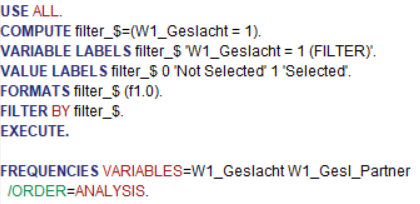 USE ALL.
COMPUTE filter_$=(W1_Geslacht = 1).
VARIABLE LABELS filter_$ 'W1_Geslacht = 1 (FILTER)'.
VALUE LABELS filter_$ 0 'Not Selected' 1 'Selected'.
FORMATS filter_$ (f1.0).
FILTER BY filter_$.
EXECUTE.

FREQUENCIES VARIABLES=W1_Geslacht W1_Gesl_Partner
/ORDER=ANALYSIS.